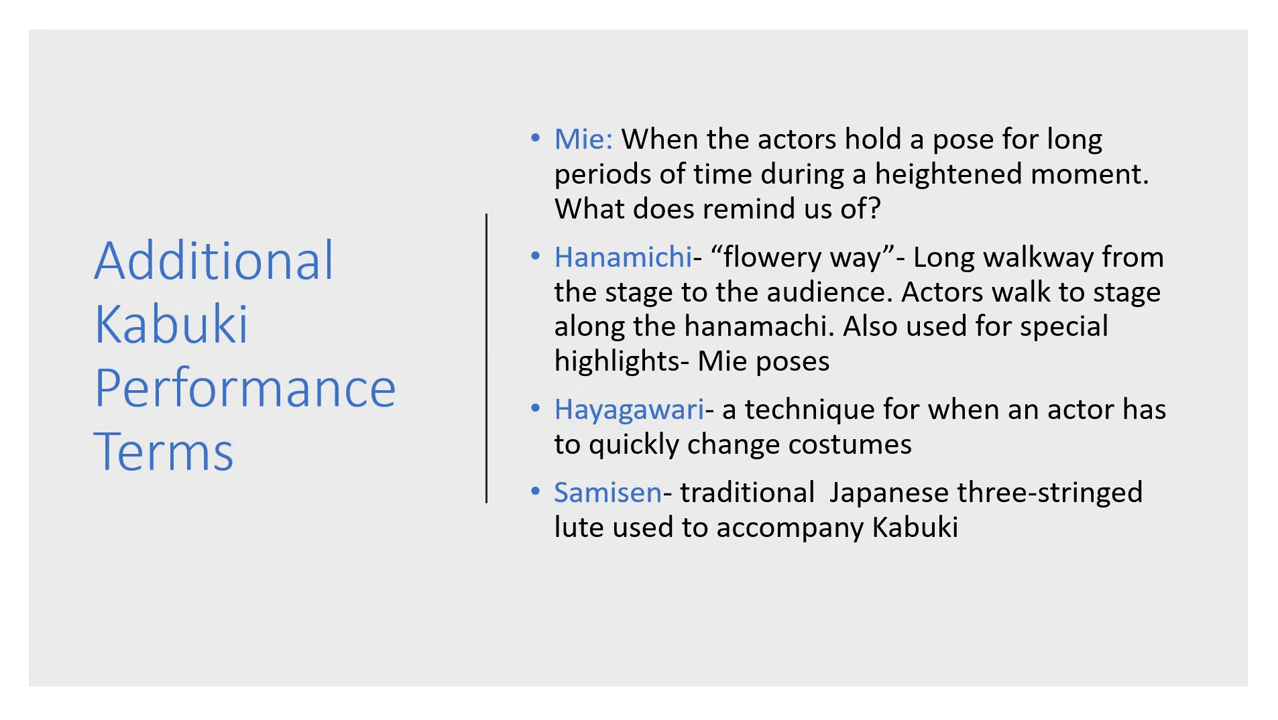 Additional
Kabuki
Performance
Terms
• Mie: When the actors hold a pose for long
periods of time during a heightened moment.
What does remind us of?
• Hanamichi- “flowery way”- Long walkway from
the stage to the audience. Actors walk to stage
along the hanamachi. Also used for special
highlights- Mie poses
• Hayagawari- a technique for when an actor has
to quickly change costumes
• Samisen- traditional  Japanese three-stringed
lute used to accompany Kabuki